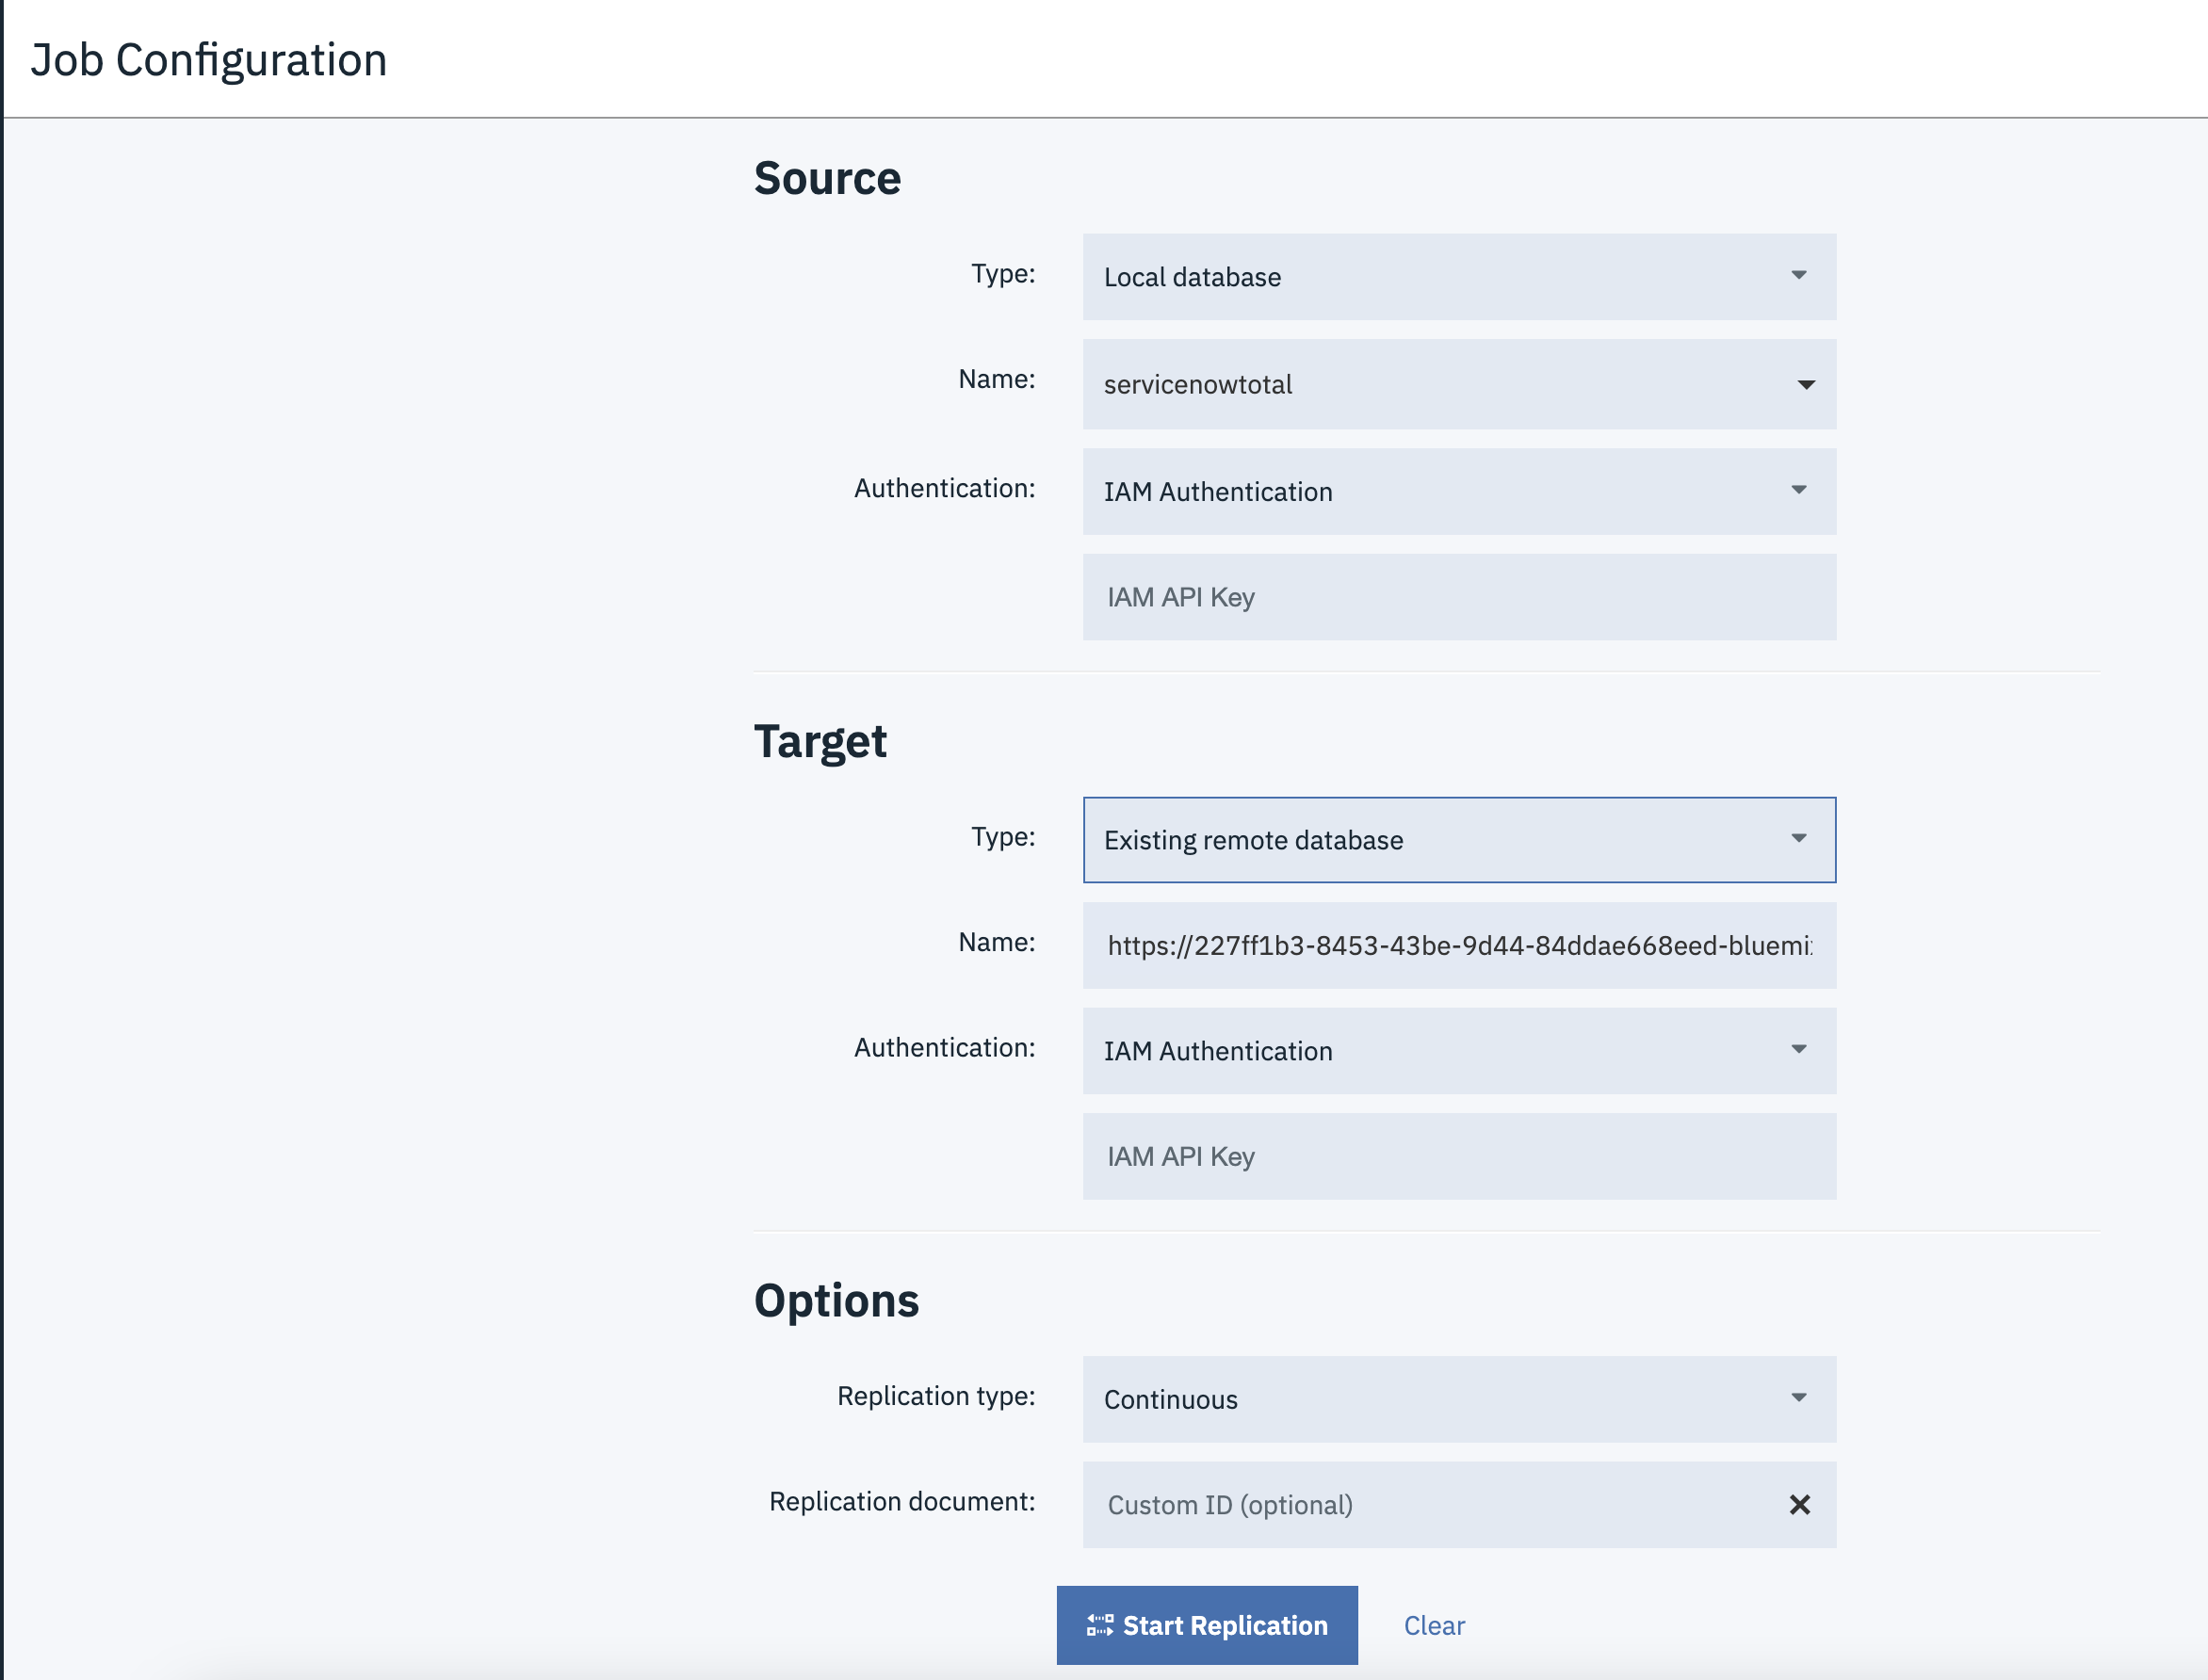 Job Configuration
Source
Type:
Local database
Name:
servicenowtotal
Authentication:
IAM Authentication
IAM API Key
Target
Type:
Existing remote database
Name:
https://227ff1b3-8453-43be-9d44-84ddae668eed-bluemi
Authentication:
IAM Authentication
IAM API Key
Options
Replication type:
Continuous
Replication document:
Custom ID (optional)
Start Replication
Clear